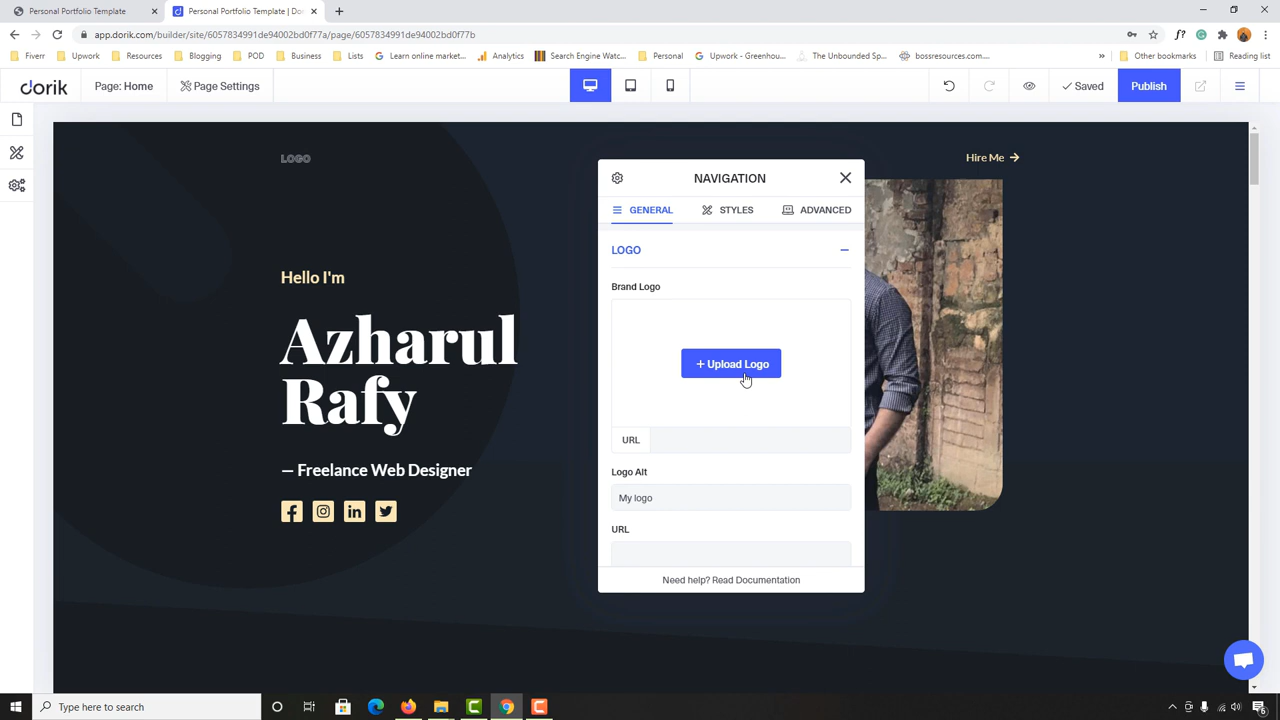 Personal Portfolio Template
Personal Portfolio Template | D
app.dorik.com/builder/site/6057834991de94002bd0f77a/page/6057834991de94002bd0f77b
Fiverr
Upwork
Resources
Blogging
POD
Business
Lists
Learn online market...
Analytics
Search Engine Watc...
Personal
Upwork - Greenhou...
The Unbounded Sp...
bossresources.com...
»
Other bookmarks
Reading list
dorik
Page: Home
Page Settings
Saved
Publish
LOGO
Hire Me
NAVIGATION
GENERAL
STYLES
ADVANCED
LOGO
Brand Logo
+ Upload Logo
URL
Logo Alt
My logo
URL
Need help? Read Documentation
Hello I'm
Azharul
Rafy
— Freelance Web Designer
Type here to search